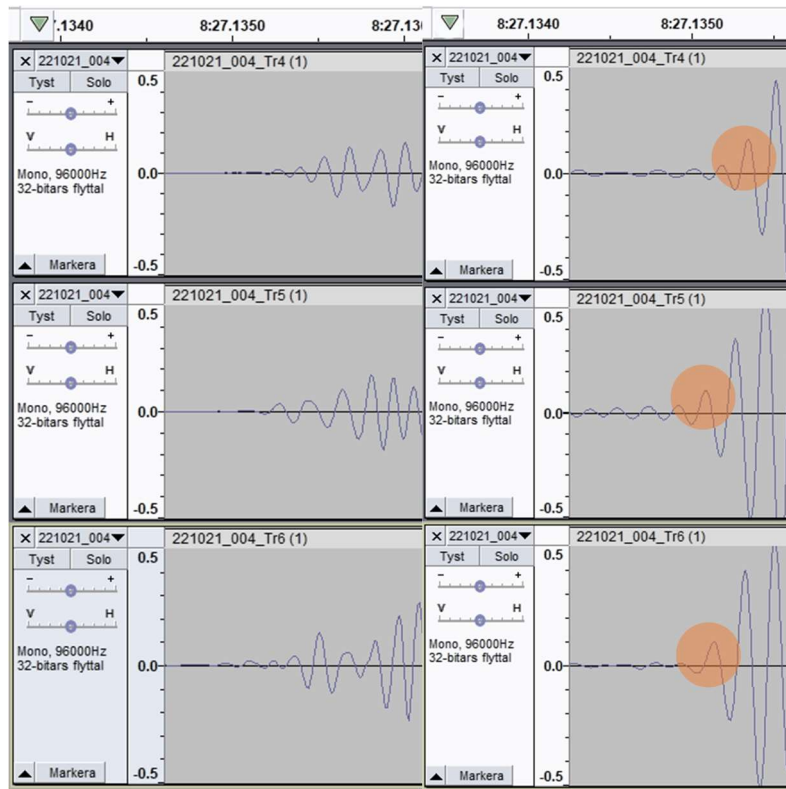 .1340 8:27.1350 8:27.13
8:27.1340 8:27.1350
× 221021_004▼ 221021_004_Tr4 (1)
Tyst Solo
- +
V H
Mono, 96000Hz
32-bitars flyttal
▲ Markera
0.5
0.0
-0.5
× 221021_004▼ 221021_004_Tr5 (1)
Tyst Solo
- +
V H
Mono, 96000Hz
32-bitars flyttal
▲ Markera
0.5
0.0
-0.5
× 221021_004▼ 221021_004_Tr6 (1)
Tyst Solo
- +
V H
Mono, 96000Hz
32-bitars flyttal
▲ Markera
0.5
0.0
-0.5
× 221021_004▼ 221021_004_Tr4 (1)
Tyst Solo
- +
V H
Mono, 96000Hz
32-bitars flyttal
▲ Markera
0.5
0.0
-0.5
× 221021_004▼ 221021_004_Tr5 (1)
Tyst Solo
- +
V H
Mono, 96000Hz
32-bitars flyttal
▲ Markera
0.5
0.0
-0.5
× 221021_004▼ 221021_004_Tr6 (1)
Tyst Solo
- +
V H
Mono, 96000Hz
32-bitars flyttal
▲ Markera
0.5
0.0
-0.5